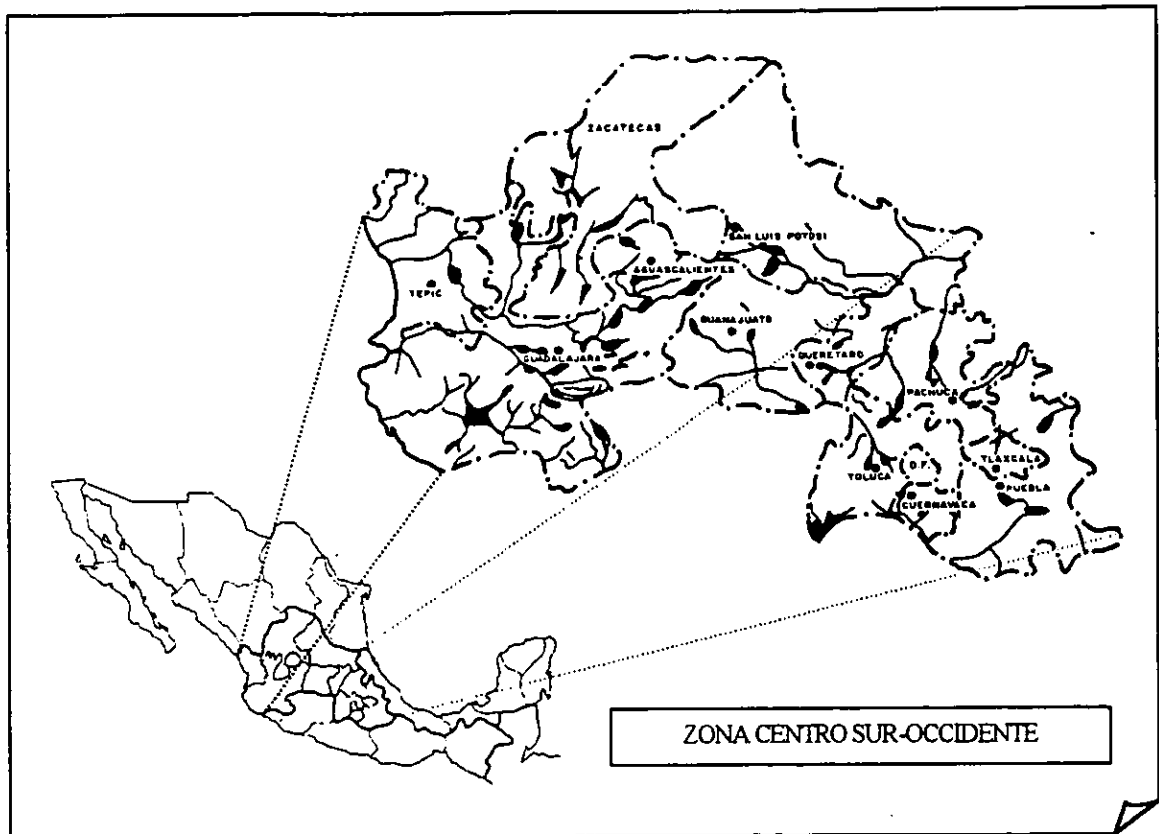 ZACATECAS
SAN LUIS POTOSI
AGUASCALIENTES
TEPIC
GUANAJUATO
GUADALAJARA
QUERETARO
PACHUCA
TLAXCALA
D.F.
TOLUCA
PUEBLA
CUERNAVACA
ZONA CENTRO SUR-OCCIDENTE